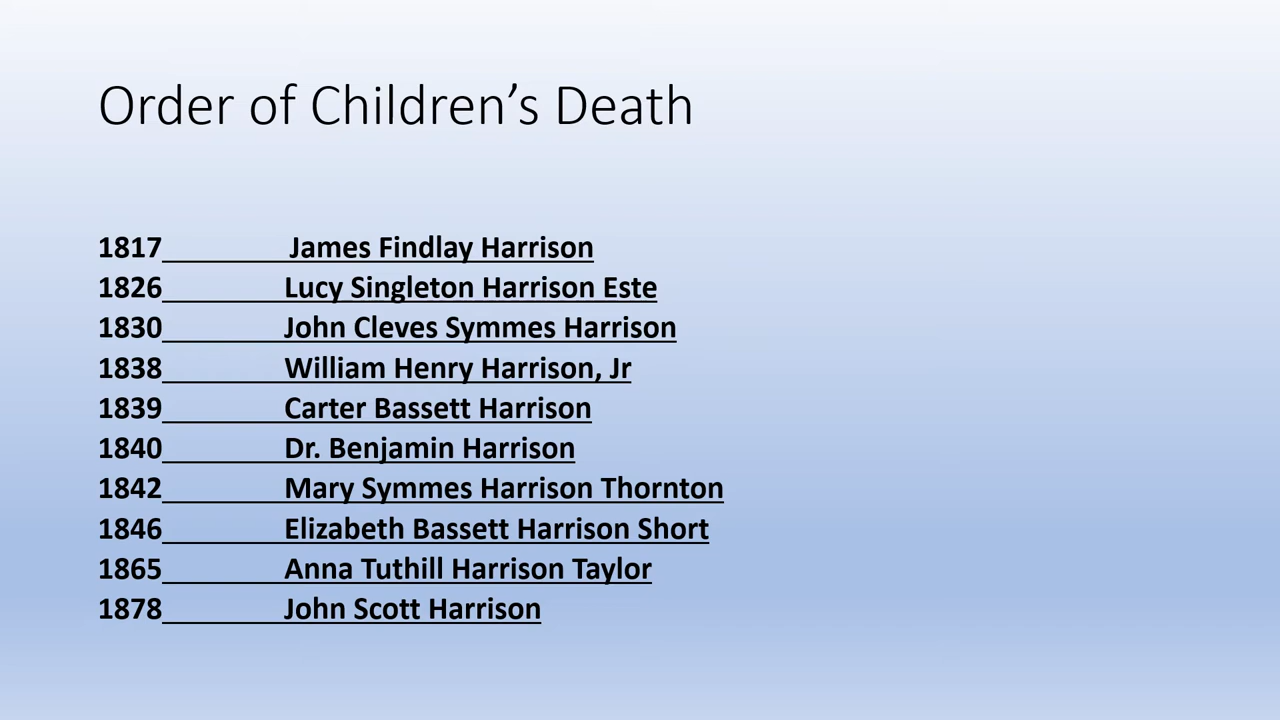 Order of Children’s Death
1817 James Findlay Harrison
1826 Lucy Singleton Harrison Este
1830 John Cleves Symmes Harrison
1838 William Henry Harrison, Jr
1839 Carter Bassett Harrison
1840 Dr. Benjamin Harrison
1842 Mary Symmes Harrison Thornton
1846 Elizabeth Bassett Harrison Short
1865 Anna Tuthill Harrison Taylor
1878 John Scott Harrison